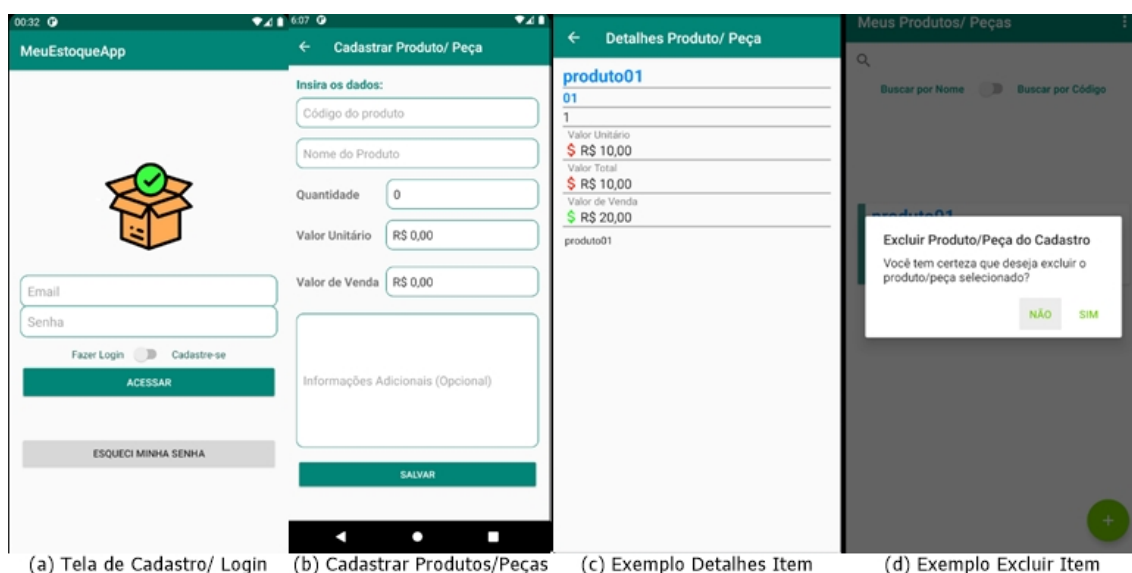 00:32
MeuEstoqueApp
Email
Senha
Fazer Login Cadastre-se
ACESSAR
ESQUECI MINHA SENHA
(a) Tela de Cadastro/ Login
6:07
Cadastrar Produto/ Peça
Insira os dados:
Código do produto
Nome do Produto
Quantidade 0
Valor Unitário R$ 0,00
Valor de Venda R$ 0,00
Informações Adicionais (Opcional)
SALVAR
(b) Cadastrar Produtos/Peças
Detalhes Produto/ Peça
produto01
01
1
Valor Unitário
$ R$ 10,00
Valor Total
$ R$ 10,00
Valor de Venda
$ R$ 20,00
produto01
(c) Exemplo Detalhes Item
Meus Produtos/ Peças
Buscar por Nome Buscar por Código
produto01
Excluir Produto/Peça do Cadastro
Você tem certeza que deseja excluir o
produto/peça selecionado?
NÃO SIM
(d) Exemplo Excluir Item